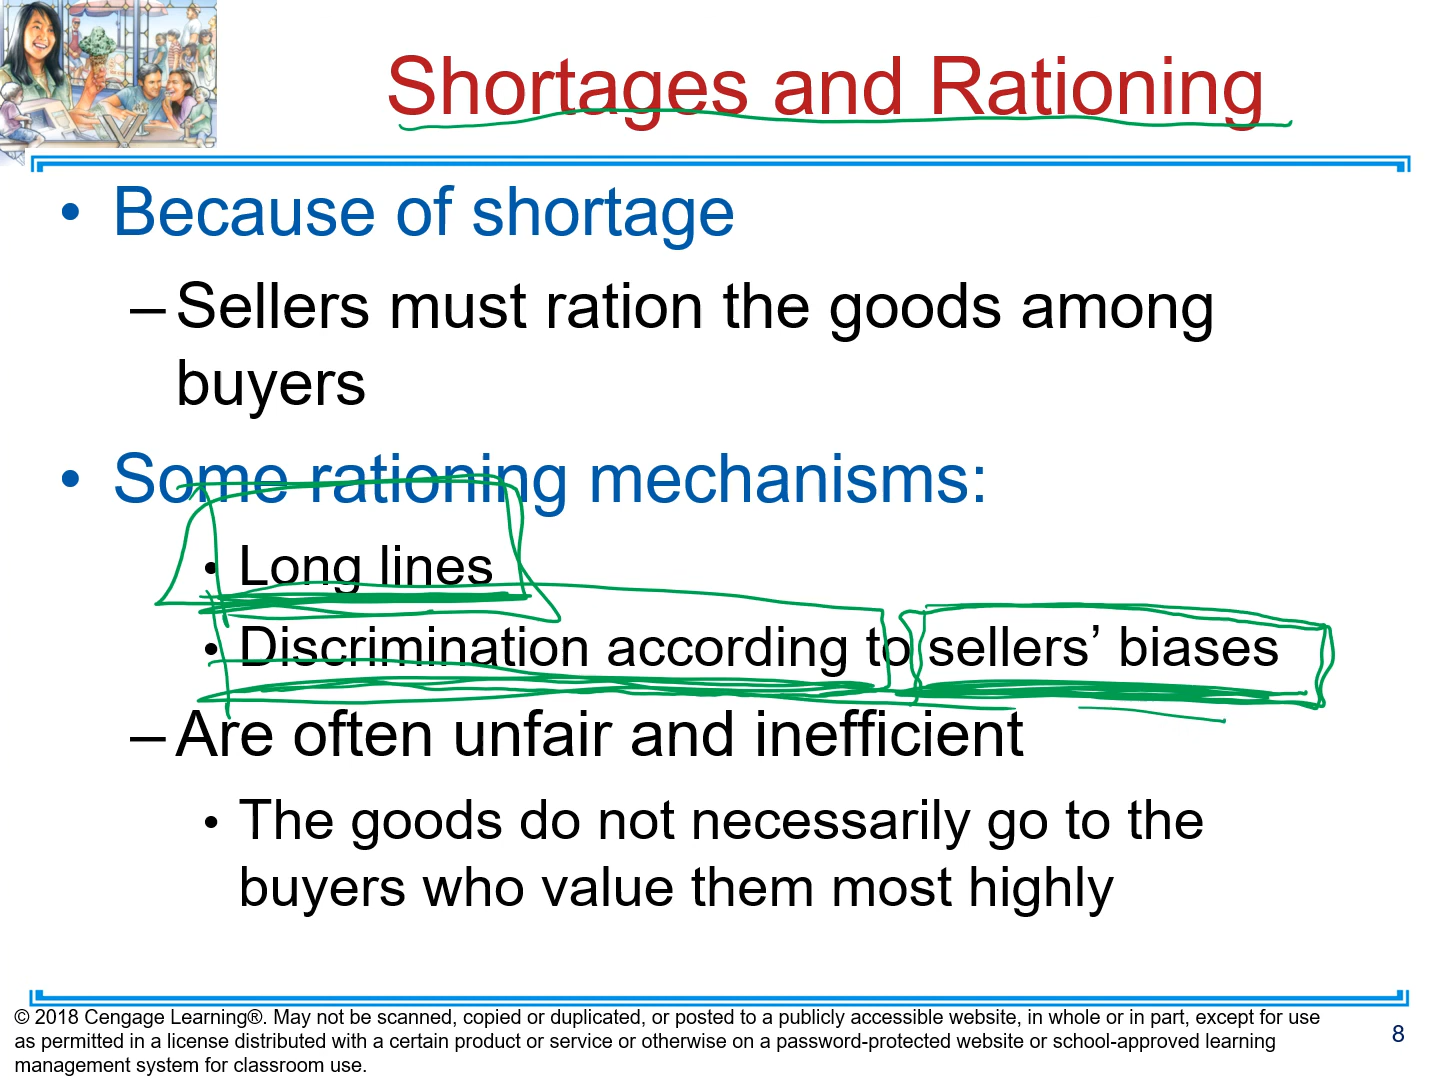 Shortages and Rationing
• Because of shortage
– Sellers must ration the goods among
buyers
• Some rationing mechanisms:
• Long lines
• Discrimination according to sellers’ biases
– Are often unfair and inefficient
• The goods do not necessarily go to the
buyers who value them most highly
© 2018 Cengage Learning®. May not be scanned, copied or duplicated, or posted to a publicly accessible website, in whole or in part, except for use
as permitted in a license distributed with a certain product or service or otherwise on a password-protected website or school-approved learning
management system for classroom use.
8